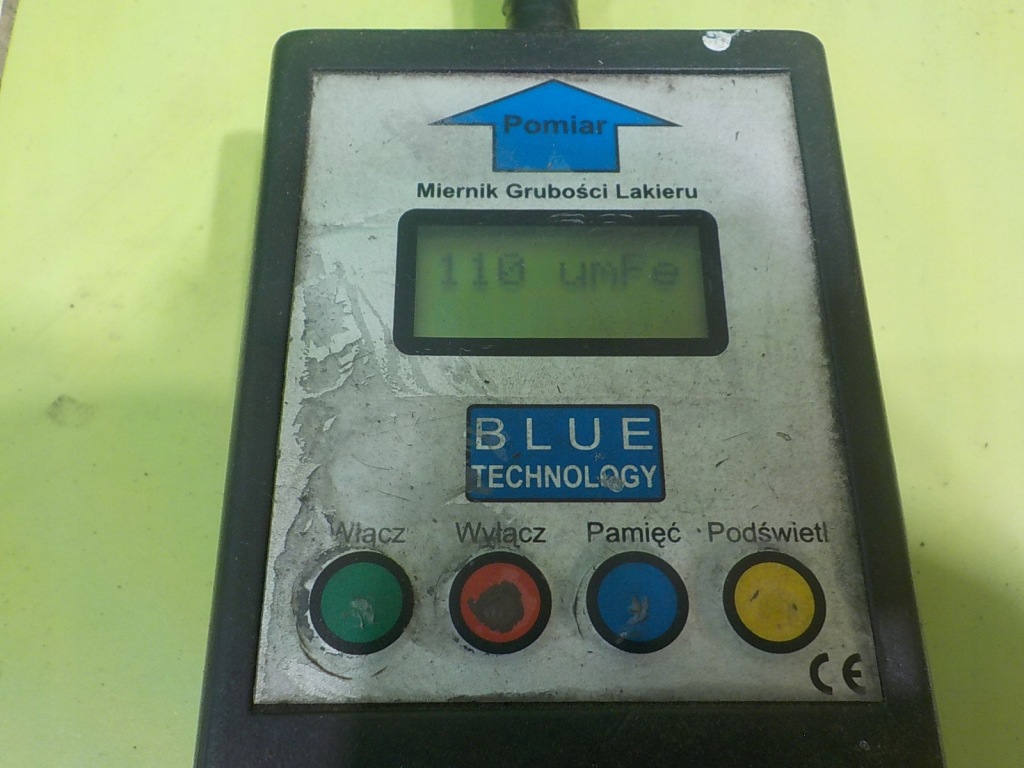 Pomiar
Miernik Grubości Lakieru
110 umFe
BLUE
TECHNOLOGY
Włącz Wyłącz Pamięć Podświetl
CE